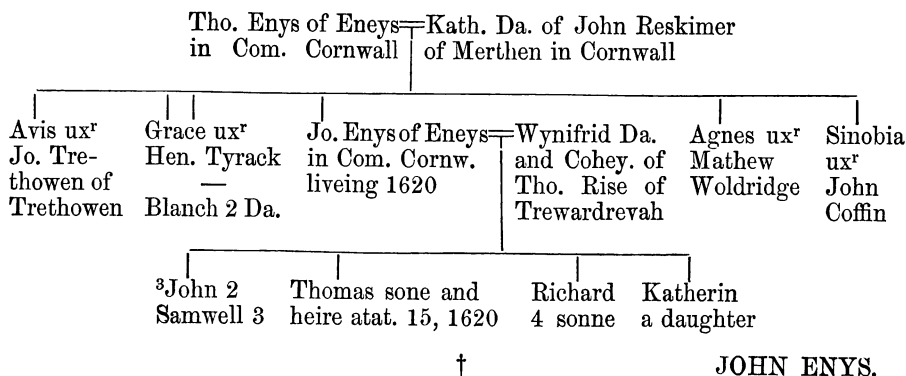 Tho. Enys of Eneys Kath. Da. of John Reskimer
in Com. Cornwall of Merthen in Cornwall
Avis uxʳ
Jo. Tre-
thowen of
Trethowen
Grace uxʳ
Hen. Tyrack
—
Blanch 2 Da.
Jo. Enys of Eneys
in Com. Cornw.
liveing 1620
Wynifrid Da.
and Cohey. of
Tho. Rise of
Trewardrevah
Agnes uxʳ
Mathew
Woldridge
Sinobia
uxʳ
John
Coffin
³John 2
Samwell 3
Thomas sone and
heire atat. 15, 1620
Richard
4 sonne
Katherin
a daughter
† JOHN ENYS.